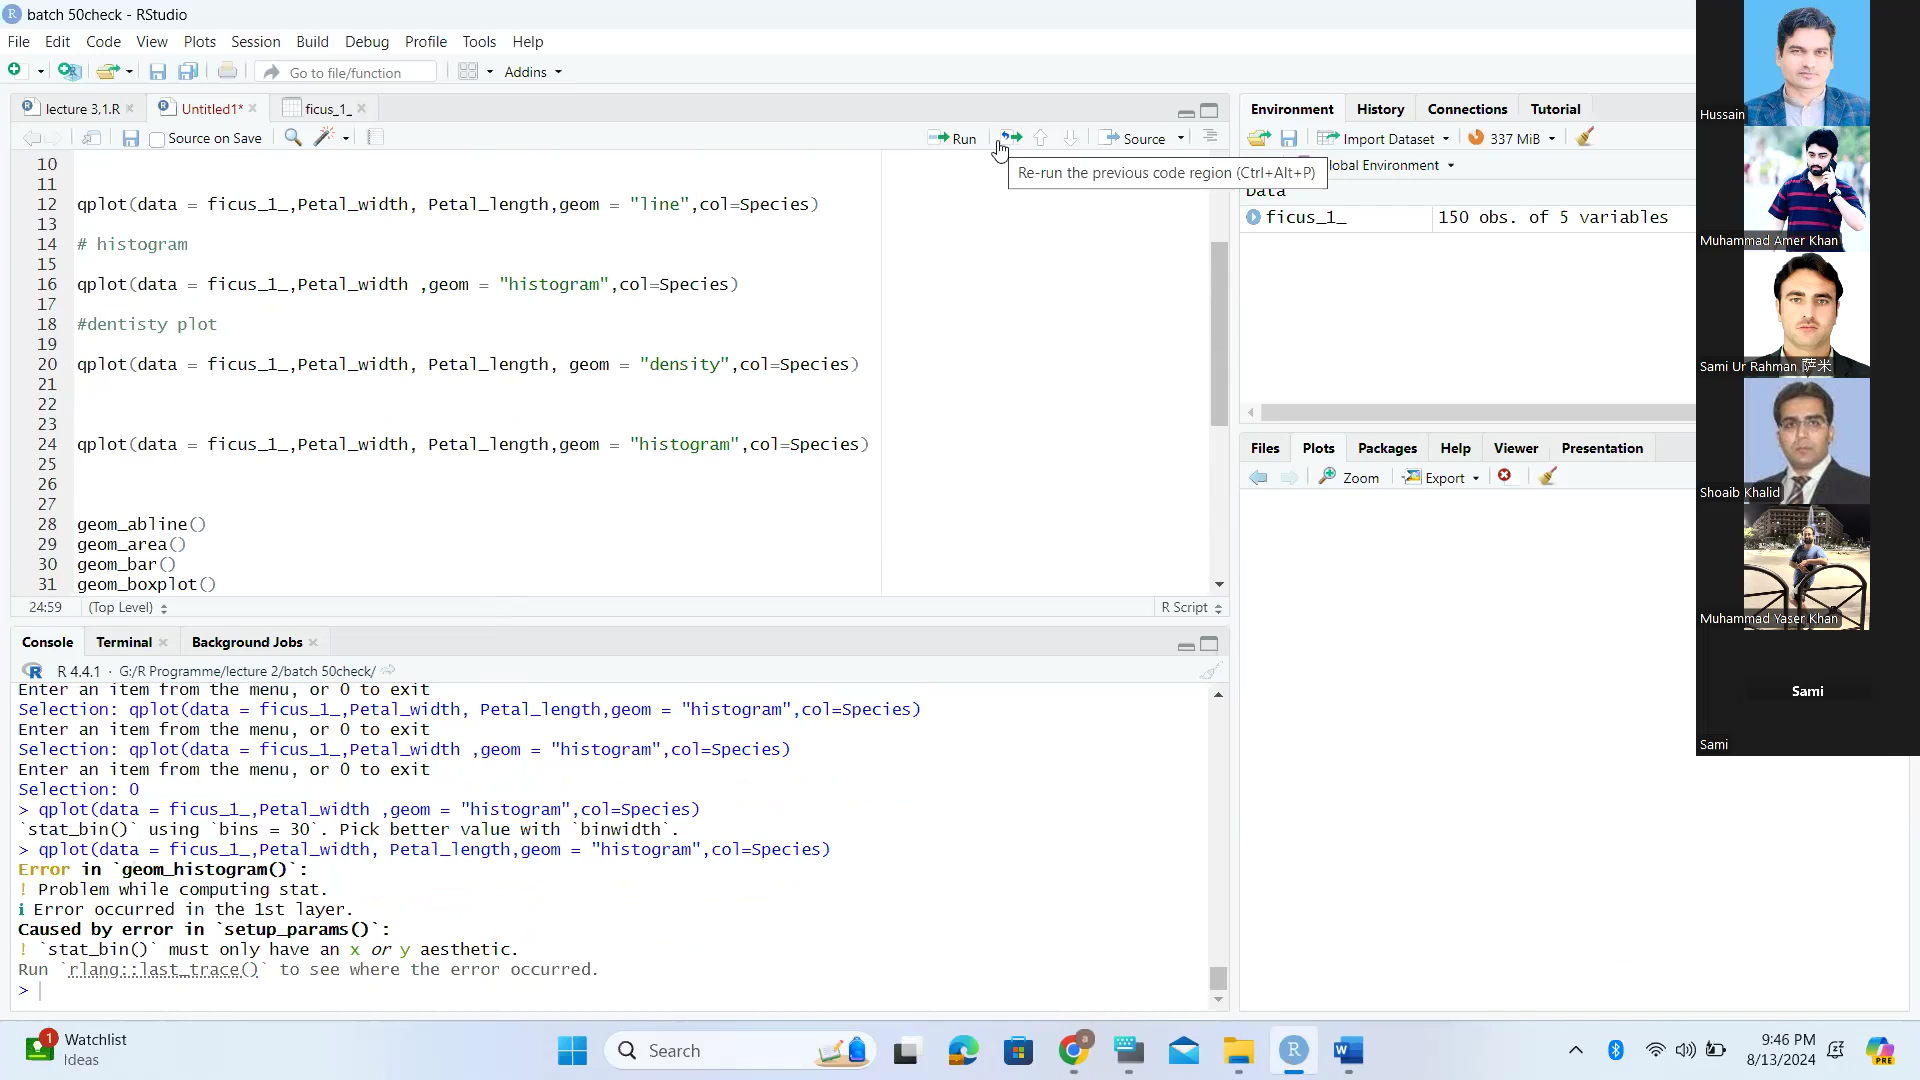 batch 50check - RStudio
File Edit Code View Plots Session Build Debug Profile Tools Help
Go to file/function Addins
lecture 3,1.R Untitled1* ficus_1_
Source on Save Run Source
Re-run the previous code region (Ctrl+Alt+P)
10
11
12 qplot(data = ficus_1_,Petal_width, Petal_length,geom = "line",col=Species)
13
14 # histogram
15
16 qplot(data = ficus_1_,Petal_width ,geom = "histogram",col=Species)
17
18 #dentisty plot
19
20 qplot(data = ficus_1_,Petal_width, Petal_length, geom = "density",col=Species)
21
22
23
24 qplot(data = ficus_1_,Petal_width, Petal_length,geom = "histogram",col=Species)
25
26
27
28 geom_abline()
29 geom_area()
30 geom_bar()
31 geom_boxplot()
24:59 (Top Level) R Script
Console Terminal Background Jobs
R 4.4.1 · G:/R Programme/lecture 2/batch 50check/
Enter an item from the menu, or 0 to exit
Selection: qplot(data = ficus_1_,Petal_width, Petal_length,geom = "histogram",col=Species)
Enter an item from the menu, or 0 to exit
Selection: qplot(data = ficus_1_,Petal_width ,geom = "histogram",col=Species)
Enter an item from the menu, or 0 to exit
Selection: 0
> qplot(data = ficus_1_,Petal_width ,geom = "histogram",col=Species)
`stat_bin()` using `bins = 30`. Pick better value with `binwidth`.
> qplot(data = ficus_1_,Petal_width, Petal_length,geom = "histogram",col=Species)
Error in `geom_histogram()`:
! Problem while computing stat.
ℹ Error occurred in the 1st layer.
Caused by error in `setup_params()`:
! `stat_bin()` must only have an x or y aesthetic.
Run `rlang::last_trace()` to see where the error occurred.
>
Environment History Connections Tutorial
Import Dataset 337 MiB
lobal Environment
Data
ficus_1_ 150 obs. of 5 variables
Files Plots Packages Help Viewer Presentation
Zoom Export
Hussain
Muhammad Amer Khan
Sami Ur Rahman 萨米
Shoaib Khalid
Muhammad Yaser Khan
Sami
Sami
1 Watchlist
Ideas
Search
9:46 PM
8/13/2024
PRE